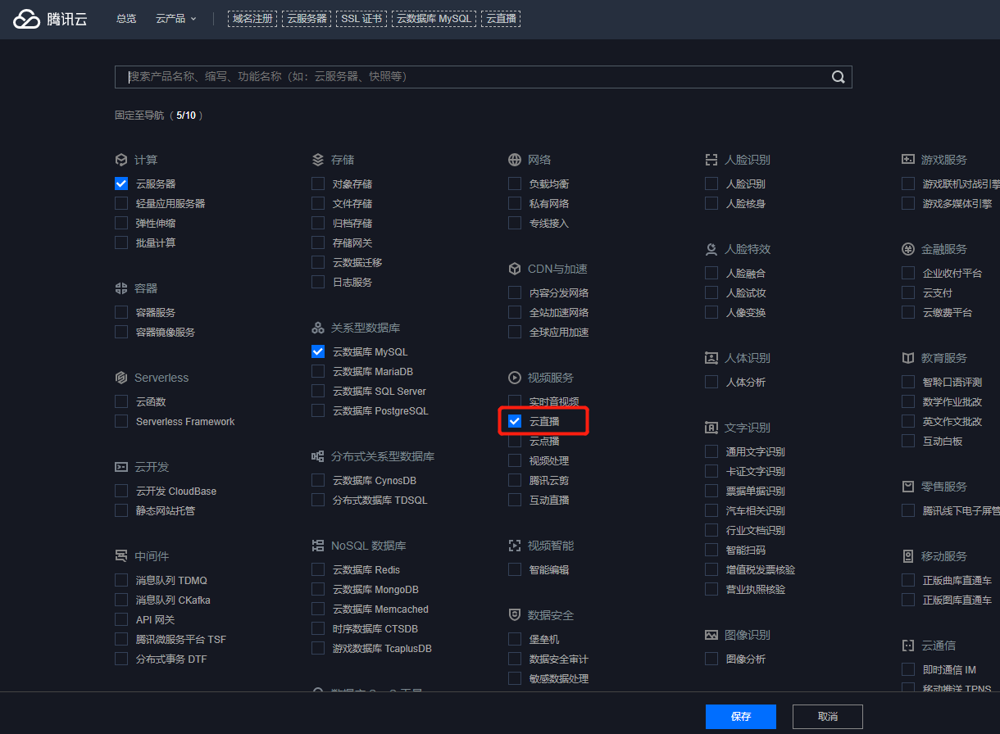 腾讯云 总览 云产品 域名注册 云服务器 SSL 证书 云数据库 MySQL 云直播
搜索产品名称、缩写、功能名称（如：云服务器、快照等）
固定至导航（ 5/10 ）
计算
云服务器
轻量应用服务器
弹性伸缩
批量计算
容器
容器服务
容器镜像服务
Serverless
云函数
Serverless Framework
云开发
云开发 CloudBase
静态网站托管
中间件
消息队列 TDMQ
消息队列 CKafka
API 网关
腾讯微服务平台 TSF
分布式事务 DTF
存储
对象存储
文件存储
归档存储
存储网关
云数据迁移
日志服务
关系型数据库
云数据库 MySQL
云数据库 MariaDB
云数据库 SQL Server
云数据库 PostgreSQL
分布式关系型数据库
云数据库 CynosDB
分布式数据库 TDSQL
NoSQL 数据库
云数据库 Redis
云数据库 MongoDB
云数据库 Memcached
时序数据库 CTSDB
游戏数据库 TcaplusDB
网络
负载均衡
私有网络
专线接入
CDN与加速
内容分发网络
全站加速网络
全球应用加速
视频服务
实时音视频
云直播
云点播
视频处理
腾讯云剪
互动直播
视频智能
智能编辑
数据安全
堡垒机
数据安全审计
敏感数据处理
人脸识别
人脸识别
人脸核身
人脸特效
人脸融合
人脸试妆
人像变换
人体识别
人体分析
文字识别
通用文字识别
卡证文字识别
票据单据识别
汽车相关识别
行业文档识别
智能扫码
增值税发票核验
营业执照核验
图像识别
图像分析
游戏服务
游戏联机对战引擎
游戏多媒体引擎
金融服务
企业收付平台
云支付
云缴费平台
教育服务
智聆口语评测
数学作业批改
英文作文批改
互动白板
零售服务
腾讯线下电子屏管
移动服务
正版曲库直通车
正版图库直通车
云通信
即时通信 IM
移动推送 TPNS
保存 取消